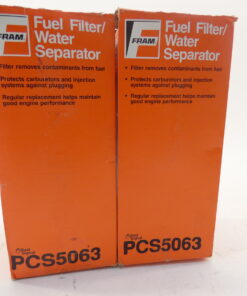 FRAM
Fuel Filter/
Water
Separator
Filter removes contaminants from fuel
• Protects carburetors and injection
systems against plugging
• Regular replacement helps maintain
good engine performance
PCS5063
FRAM
Fuel Filter/
Water
Separator
• Filter removes contaminants from fuel
• Protects carburetors and injection
systems against plugging
• Regular replacement helps maintain
good engine performance
PCS5063